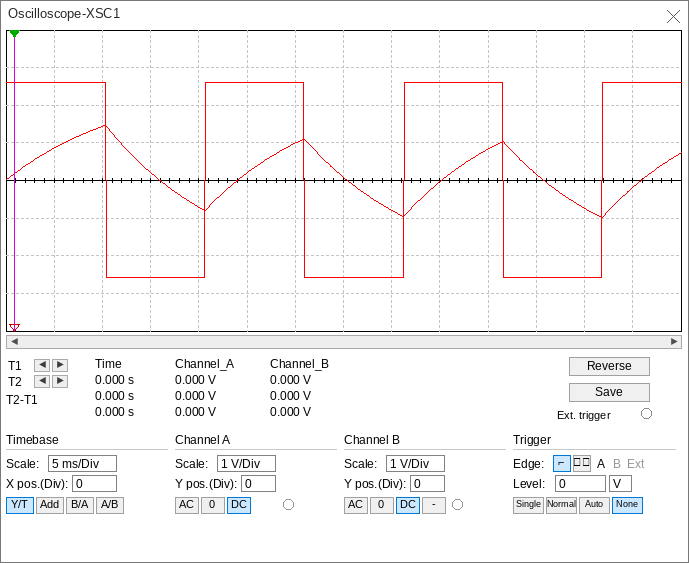 Oscilloscope-XSC1
Time Channel_A Channel_B
T1 0.000 s 0.000 V 0.000 V
T2 0.000 s 0.000 V 0.000 V
T2-T1 0.000 s 0.000 V 0.000 V
Reverse
Save
Ext. trigger
Timebase
Scale: 5 ms/Div
X pos.(Div): 0
Y/T Add B/A A/B
Channel A
Scale: 1 V/Div
Y pos.(Div): 0
AC 0 DC
Channel B
Scale: 1 V/Div
Y pos.(Div): 0
AC 0 DC -
Trigger
Edge: A B Ext
Level: 0 V
Single Normal Auto None